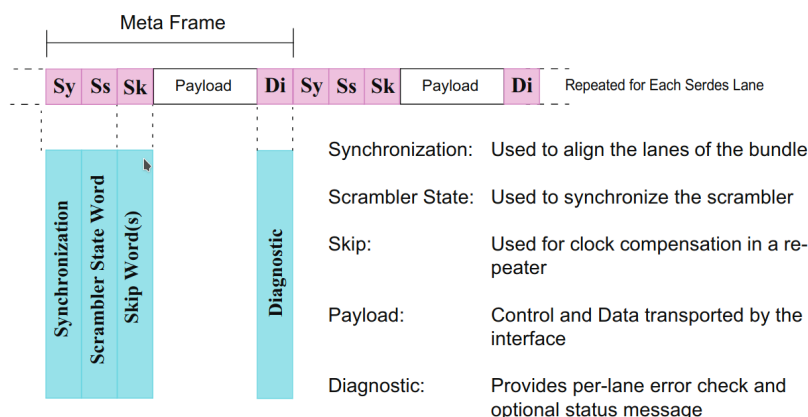 Meta Frame
Sy Ss Sk Payload Di Sy Ss Sk Payload Di Repeated for Each Serdes Lane
Synchronization
Scrambler State Word
Skip Word(s)
Diagnostic
Synchronization: Used to align the lanes of the bundle
Scrambler State: Used to synchronize the scrambler
Skip: Used for clock compensation in a re-
peater
Payload: Control and Data transported by the
interface
Diagnostic: Provides per-lane error check and
optional status message